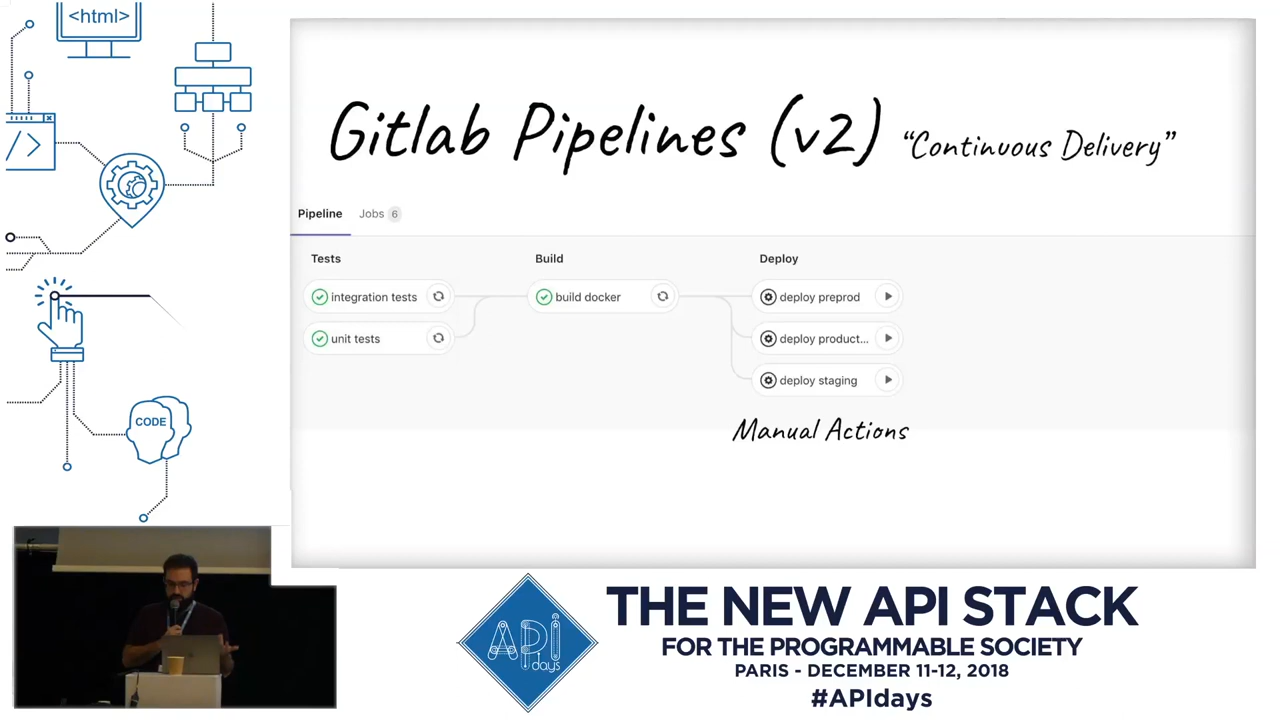 <html>
</>
CODE
Gitlab Pipelines (v2) "Continuous Delivery"
Pipeline Jobs 6
Tests Build Deploy
integration tests build docker deploy preprod
unit tests deploy product...
deploy staging
Manual Actions
APi
days
THE NEW API STACK
FOR THE PROGRAMMABLE SOCIETY
PARIS - DECEMBER 11-12, 2018
#APIdays